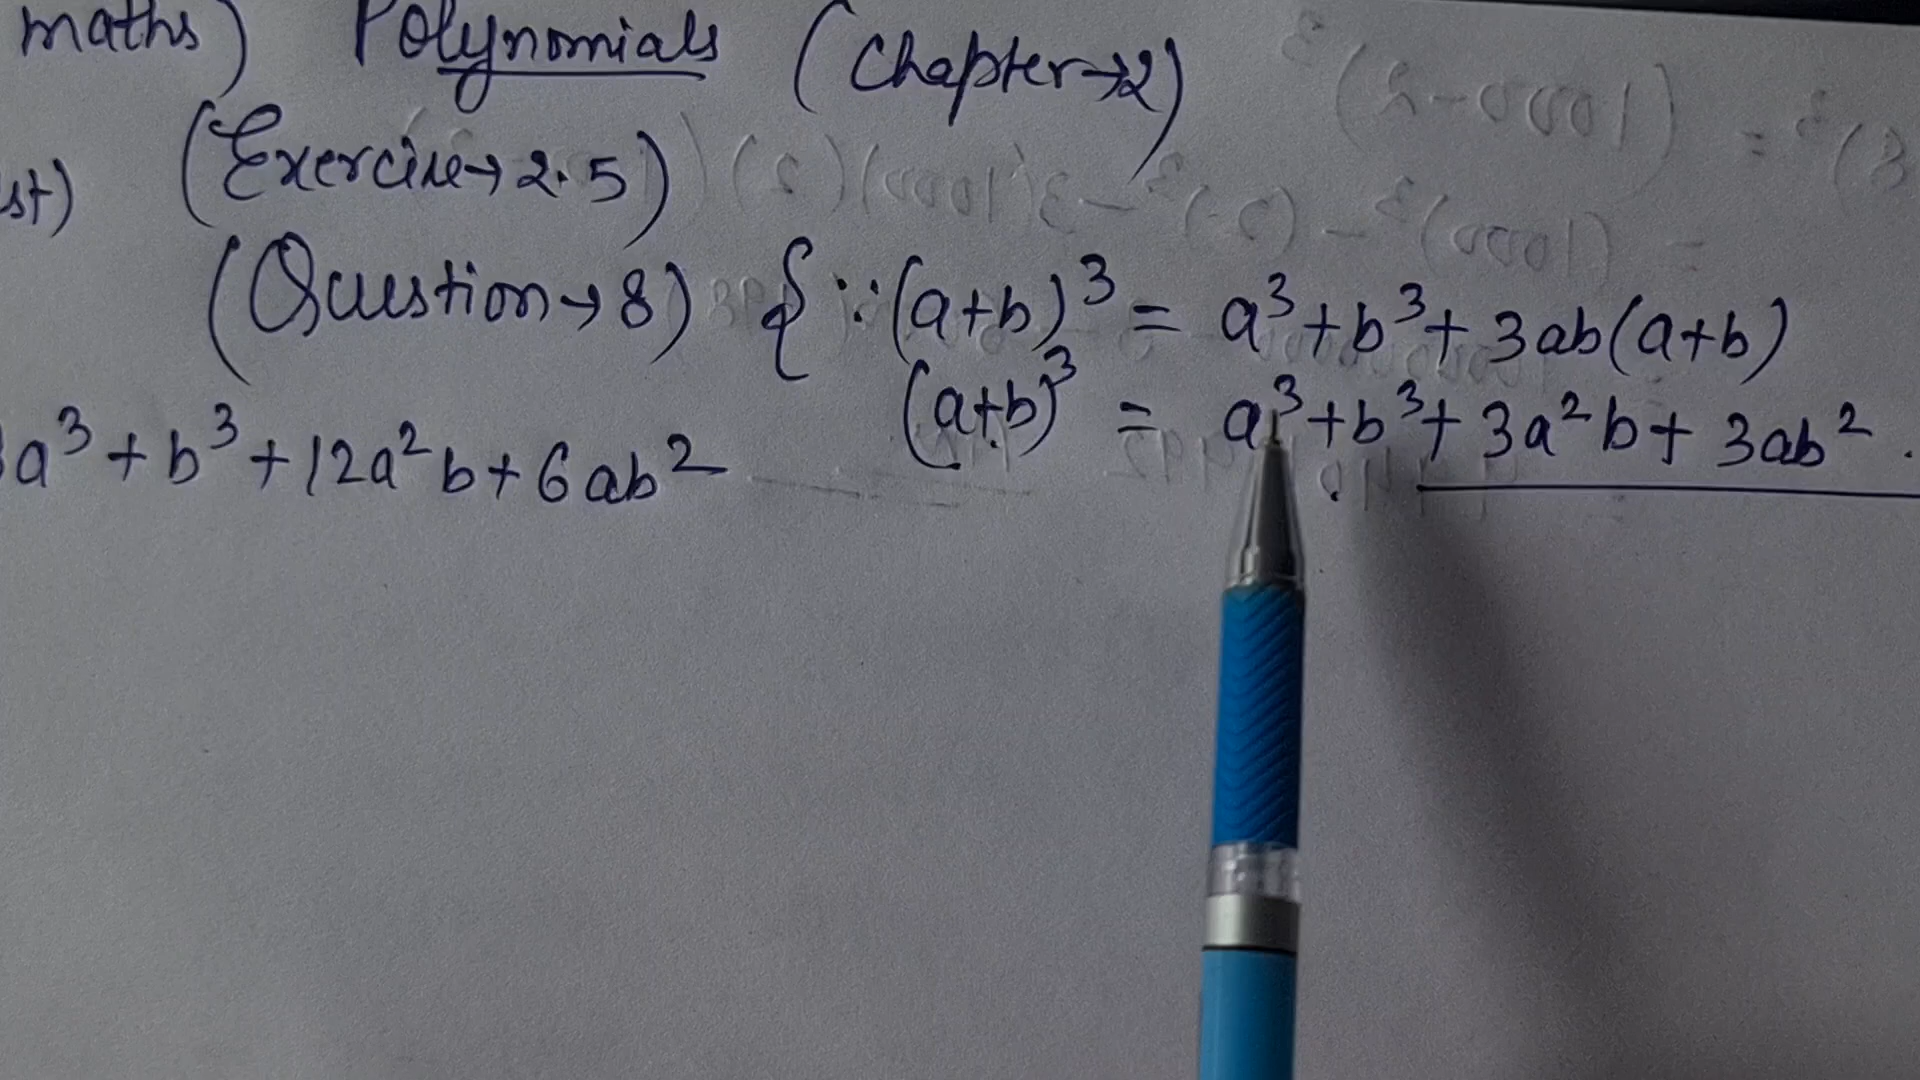 maths) Polynomials (Chapter→2)
st) (Exercise→2.5)
(Question→8) { ∵ (a+b)³ = a³+b³+3ab(a+b)
(a+b)³ = a³+b³+3a²b+3ab².
8a³+b³+12a²b+6ab²